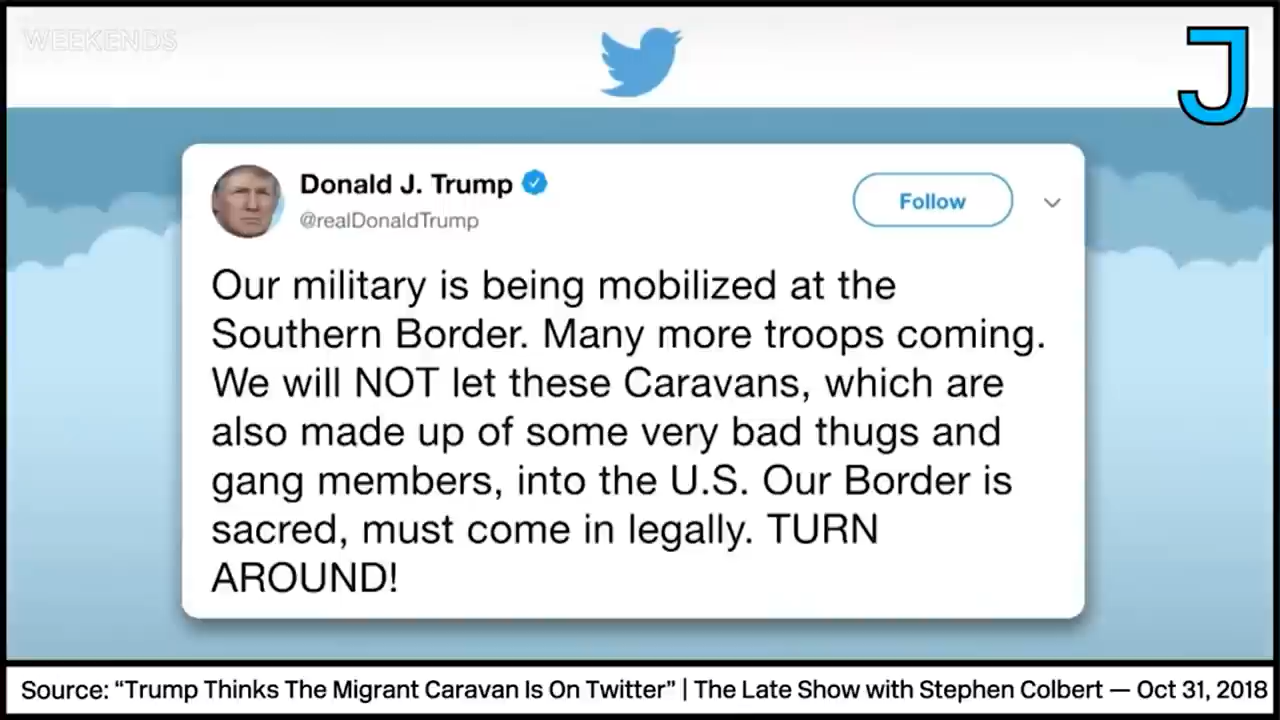 WEEKENDS
J
Donald J. Trump
@realDonaldTrump
Follow
Our military is being mobilized at the
Southern Border. Many more troops coming.
We will NOT let these Caravans, which are
also made up of some very bad thugs and
gang members, into the U.S. Our Border is
sacred, must come in legally. TURN
AROUND!
Source: “Trump Thinks The Migrant Caravan Is On Twitter” | The Late Show with Stephen Colbert — Oct 31, 2018